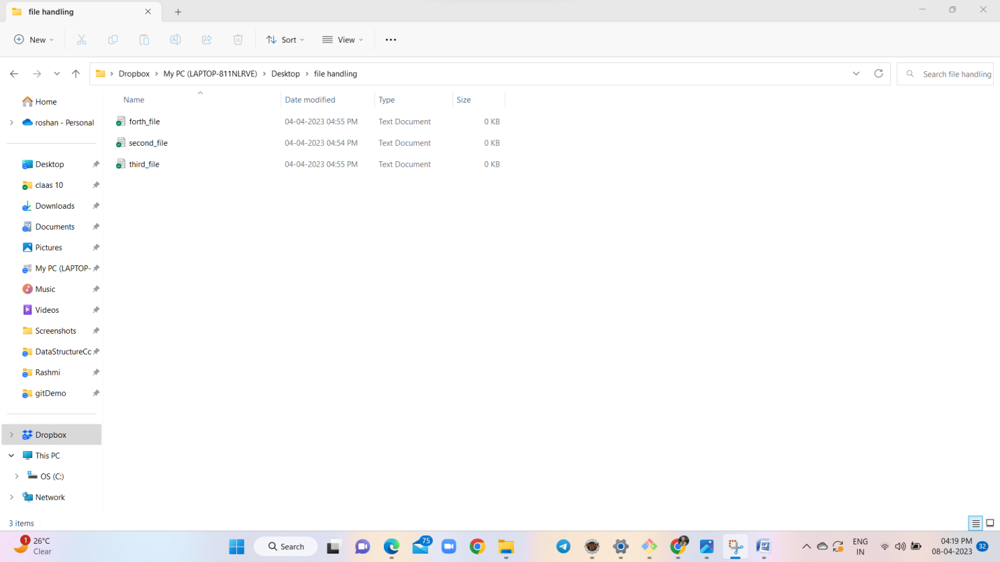 file handling
New
Sort
View
Dropbox > My PC (LAPTOP-811NLRVE) > Desktop > file handling
Search file handling
Name Date modified Type Size
forth_file 04-04-2023 04:55 PM Text Document 0 KB
second_file 04-04-2023 04:54 PM Text Document 0 KB
third_file 04-04-2023 04:55 PM Text Document 0 KB
Home
roshan - Personal
Desktop
claas 10
Downloads
Documents
Pictures
My PC (LAPTOP-
Music
Videos
Screenshots
DataStructureCc
Rashmi
gitDemo
Dropbox
This PC
OS (C:)
Network
3 items
1
26°C
Clear
Search
75
ENG
IN
04:19 PM
08-04-2023
32